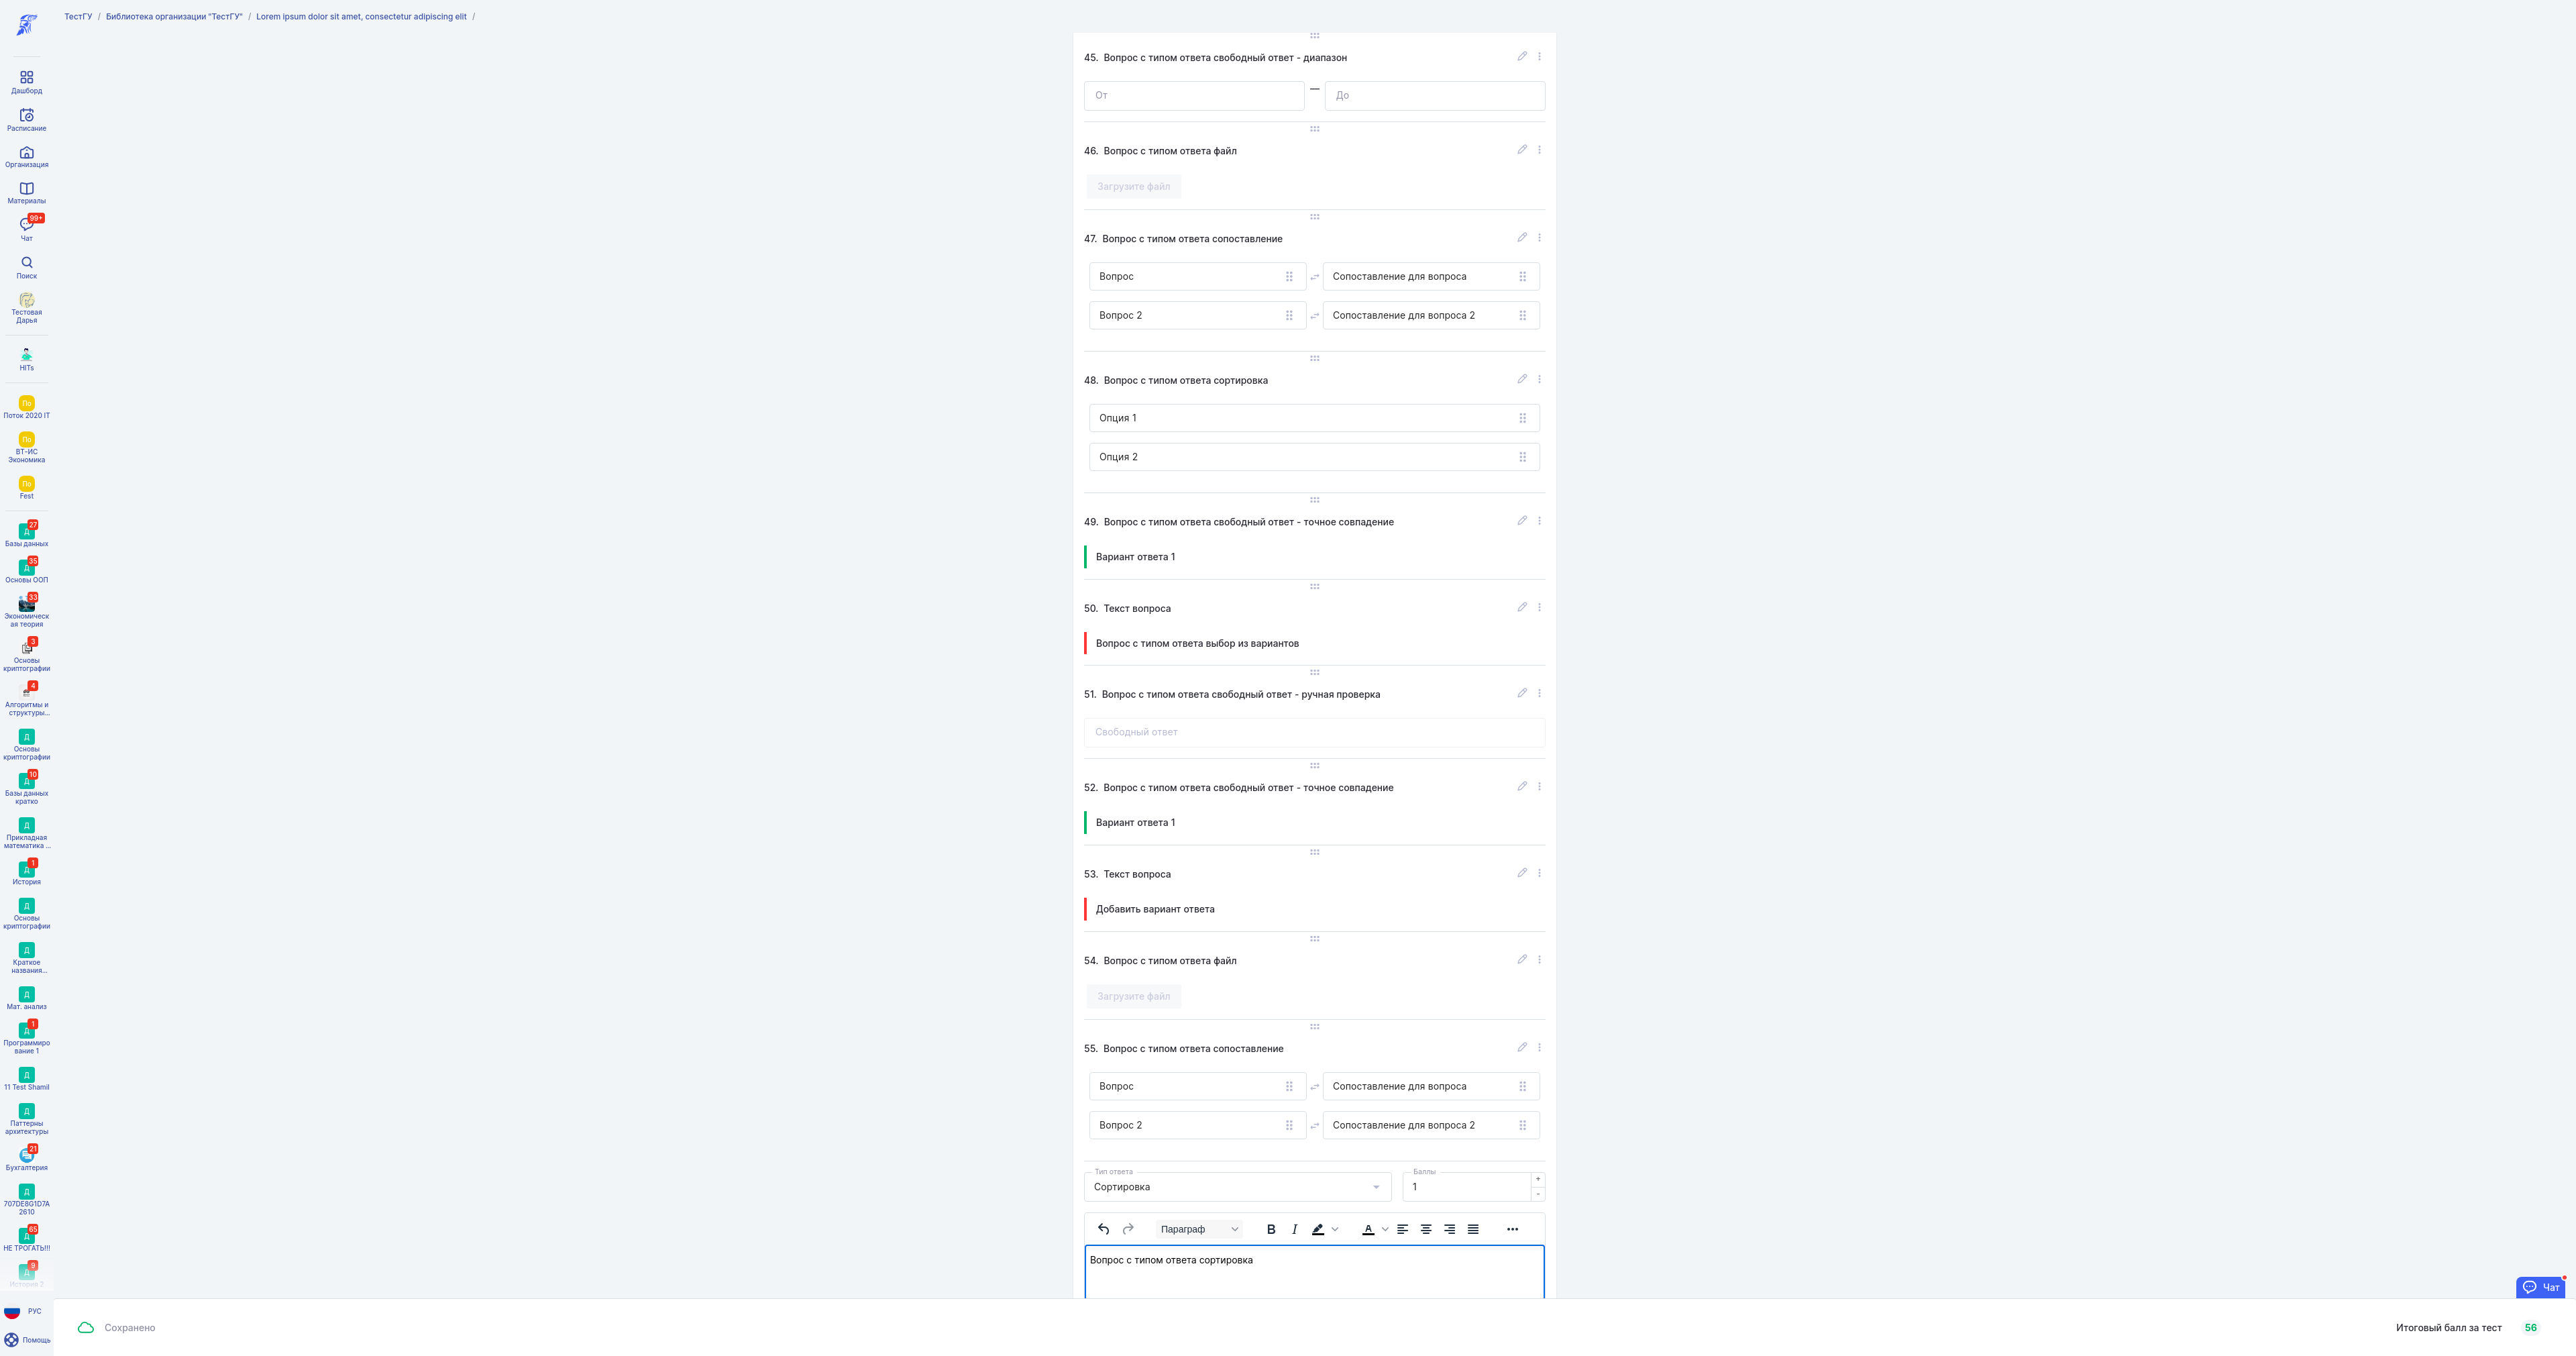 ТестГУ / Библиотека организации "ТестГУ" / Lorem ipsum dolor sit amet, consectetur adipiscing elit /
Дашборд
Расписание
Организация
Материалы
99+
Чат
Поиск
Тестовая
Дарья
HITs
По
Поток 2020 IT
По
ВТ-ИС
Экономика
По
Fest
27
Д
Базы данных
35
Д
Основы ООП
33
Экономическ
ая теория
3
Основы
криптографии
4
Алгоритмы и
структуры...
Д
Основы
криптографии
10
Д
Базы данных
кратко
Д
Прикладная
математика ...
1
Д
История
Д
Основы
криптографии
Д
Краткое
названия...
Д
Мат. анализ
1
Д
Программиро
вание 1
Д
11 Test Shamil
Д
Паттерны
архитектуры
21
Бухгалтерия
Д
707DE8G1D7A
2610
65
Д
НЕ ТРОГАТЬ!!!
9
Д
История 2
РУС
Помощь
45. Вопрос с типом ответа свободный ответ - диапазон
От — До
46. Вопрос с типом ответа файл
Загрузите файл
47. Вопрос с типом ответа сопоставление
Вопрос Сопоставление для вопроса
Вопрос 2 Сопоставление для вопроса 2
48. Вопрос с типом ответа сортировка
Опция 1
Опция 2
49. Вопрос с типом ответа свободный ответ - точное совпадение
Вариант ответа 1
50. Текст вопроса
Вопрос с типом ответа выбор из вариантов
51. Вопрос с типом ответа свободный ответ - ручная проверка
Свободный ответ
52. Вопрос с типом ответа свободный ответ - точное совпадение
Вариант ответа 1
53. Текст вопроса
Добавить вариант ответа
54. Вопрос с типом ответа файл
Загрузите файл
55. Вопрос с типом ответа сопоставление
Вопрос Сопоставление для вопроса
Вопрос 2 Сопоставление для вопроса 2
Тип ответа Баллы
Сортировка 1 + -
Параграф B I A
Вопрос с типом ответа сортировка
Чат
Сохранено Итоговый балл за тест 56